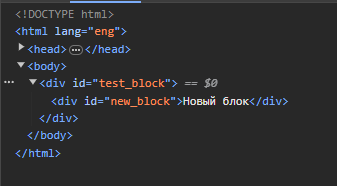 <!DOCTYPE html>
<html lang="eng">
<head>…</head>
<body>
<div id="test_block"> == $0
<div id="new_block">Новый блок</div>
</div>
</body>
</html>